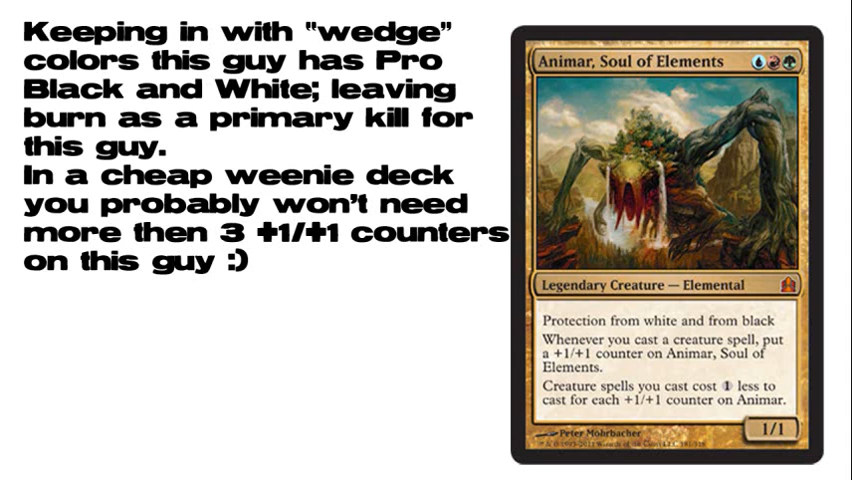 Keeping in with "wedge"
colors this guy has Pro
Black and White; leaving
burn as a primary kill for
this guy.
In a cheap weenie deck
you probably won't need
more then 3 +1/+1 counters
on this guy :)
Animar, Soul of Elements
Legendary Creature — Elemental
Protection from white and from black
Whenever you cast a creature spell, put
a +1/+1 counter on Animar, Soul of
Elements.
Creature spells you cast cost 1 less to
cast for each +1/+1 counter on Animar.
1/1
Peter Mohrbacher